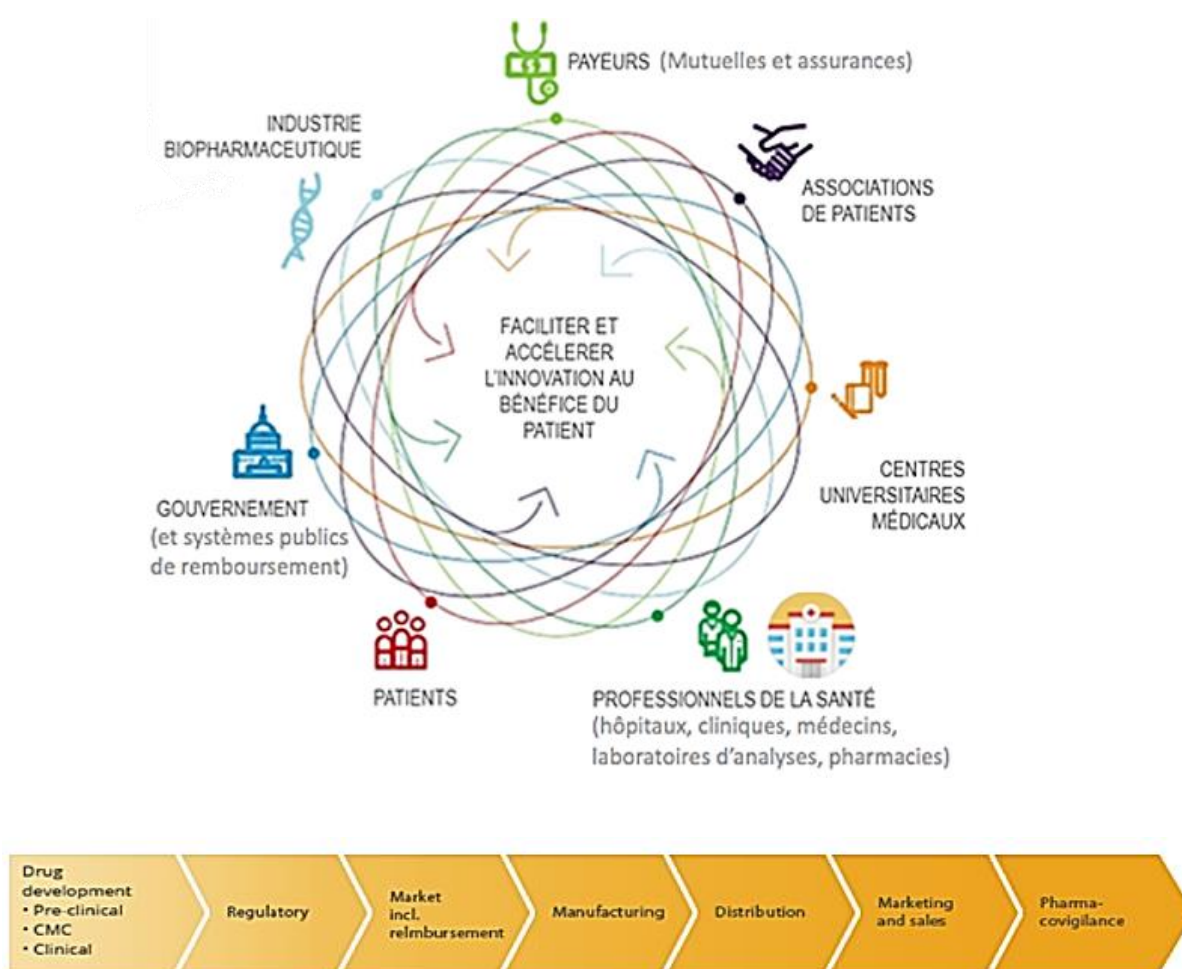 PAYEURS (Mutuelles et assurances)
INDUSTRIE
BIOPHARMACEUTIQUE
ASSOCIATIONS
DE PATIENTS
FACILITER ET
ACCÉLERER
L'INNOVATION AU
BÉNÉFICE DU
PATIENT
CENTRES
UNIVERSITAIRES
MÉDICAUX
GOUVERNEMENT
(et systèmes publics
de remboursement)
PATIENTS
PROFESSIONNELS DE LA SANTÉ
(hôpitaux, cliniques, médecins,
laboratoires d'analyses, pharmacies)
Drug
development
• Pre-clinical
• CMC
• Clinical
Regulatory
Market
incl.
reimbursement
Manufacturing
Distribution
Marketing
and sales
Pharma-
covigilance